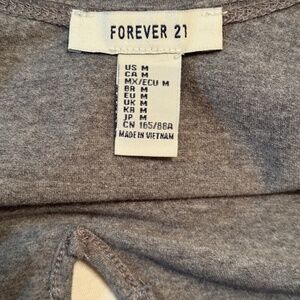 FOREVER 21
US M
CA M
MX/ECU M
BR M
EU M
UK M
KR M
JP M
CN 165/88A
MADE IN VIETNAM